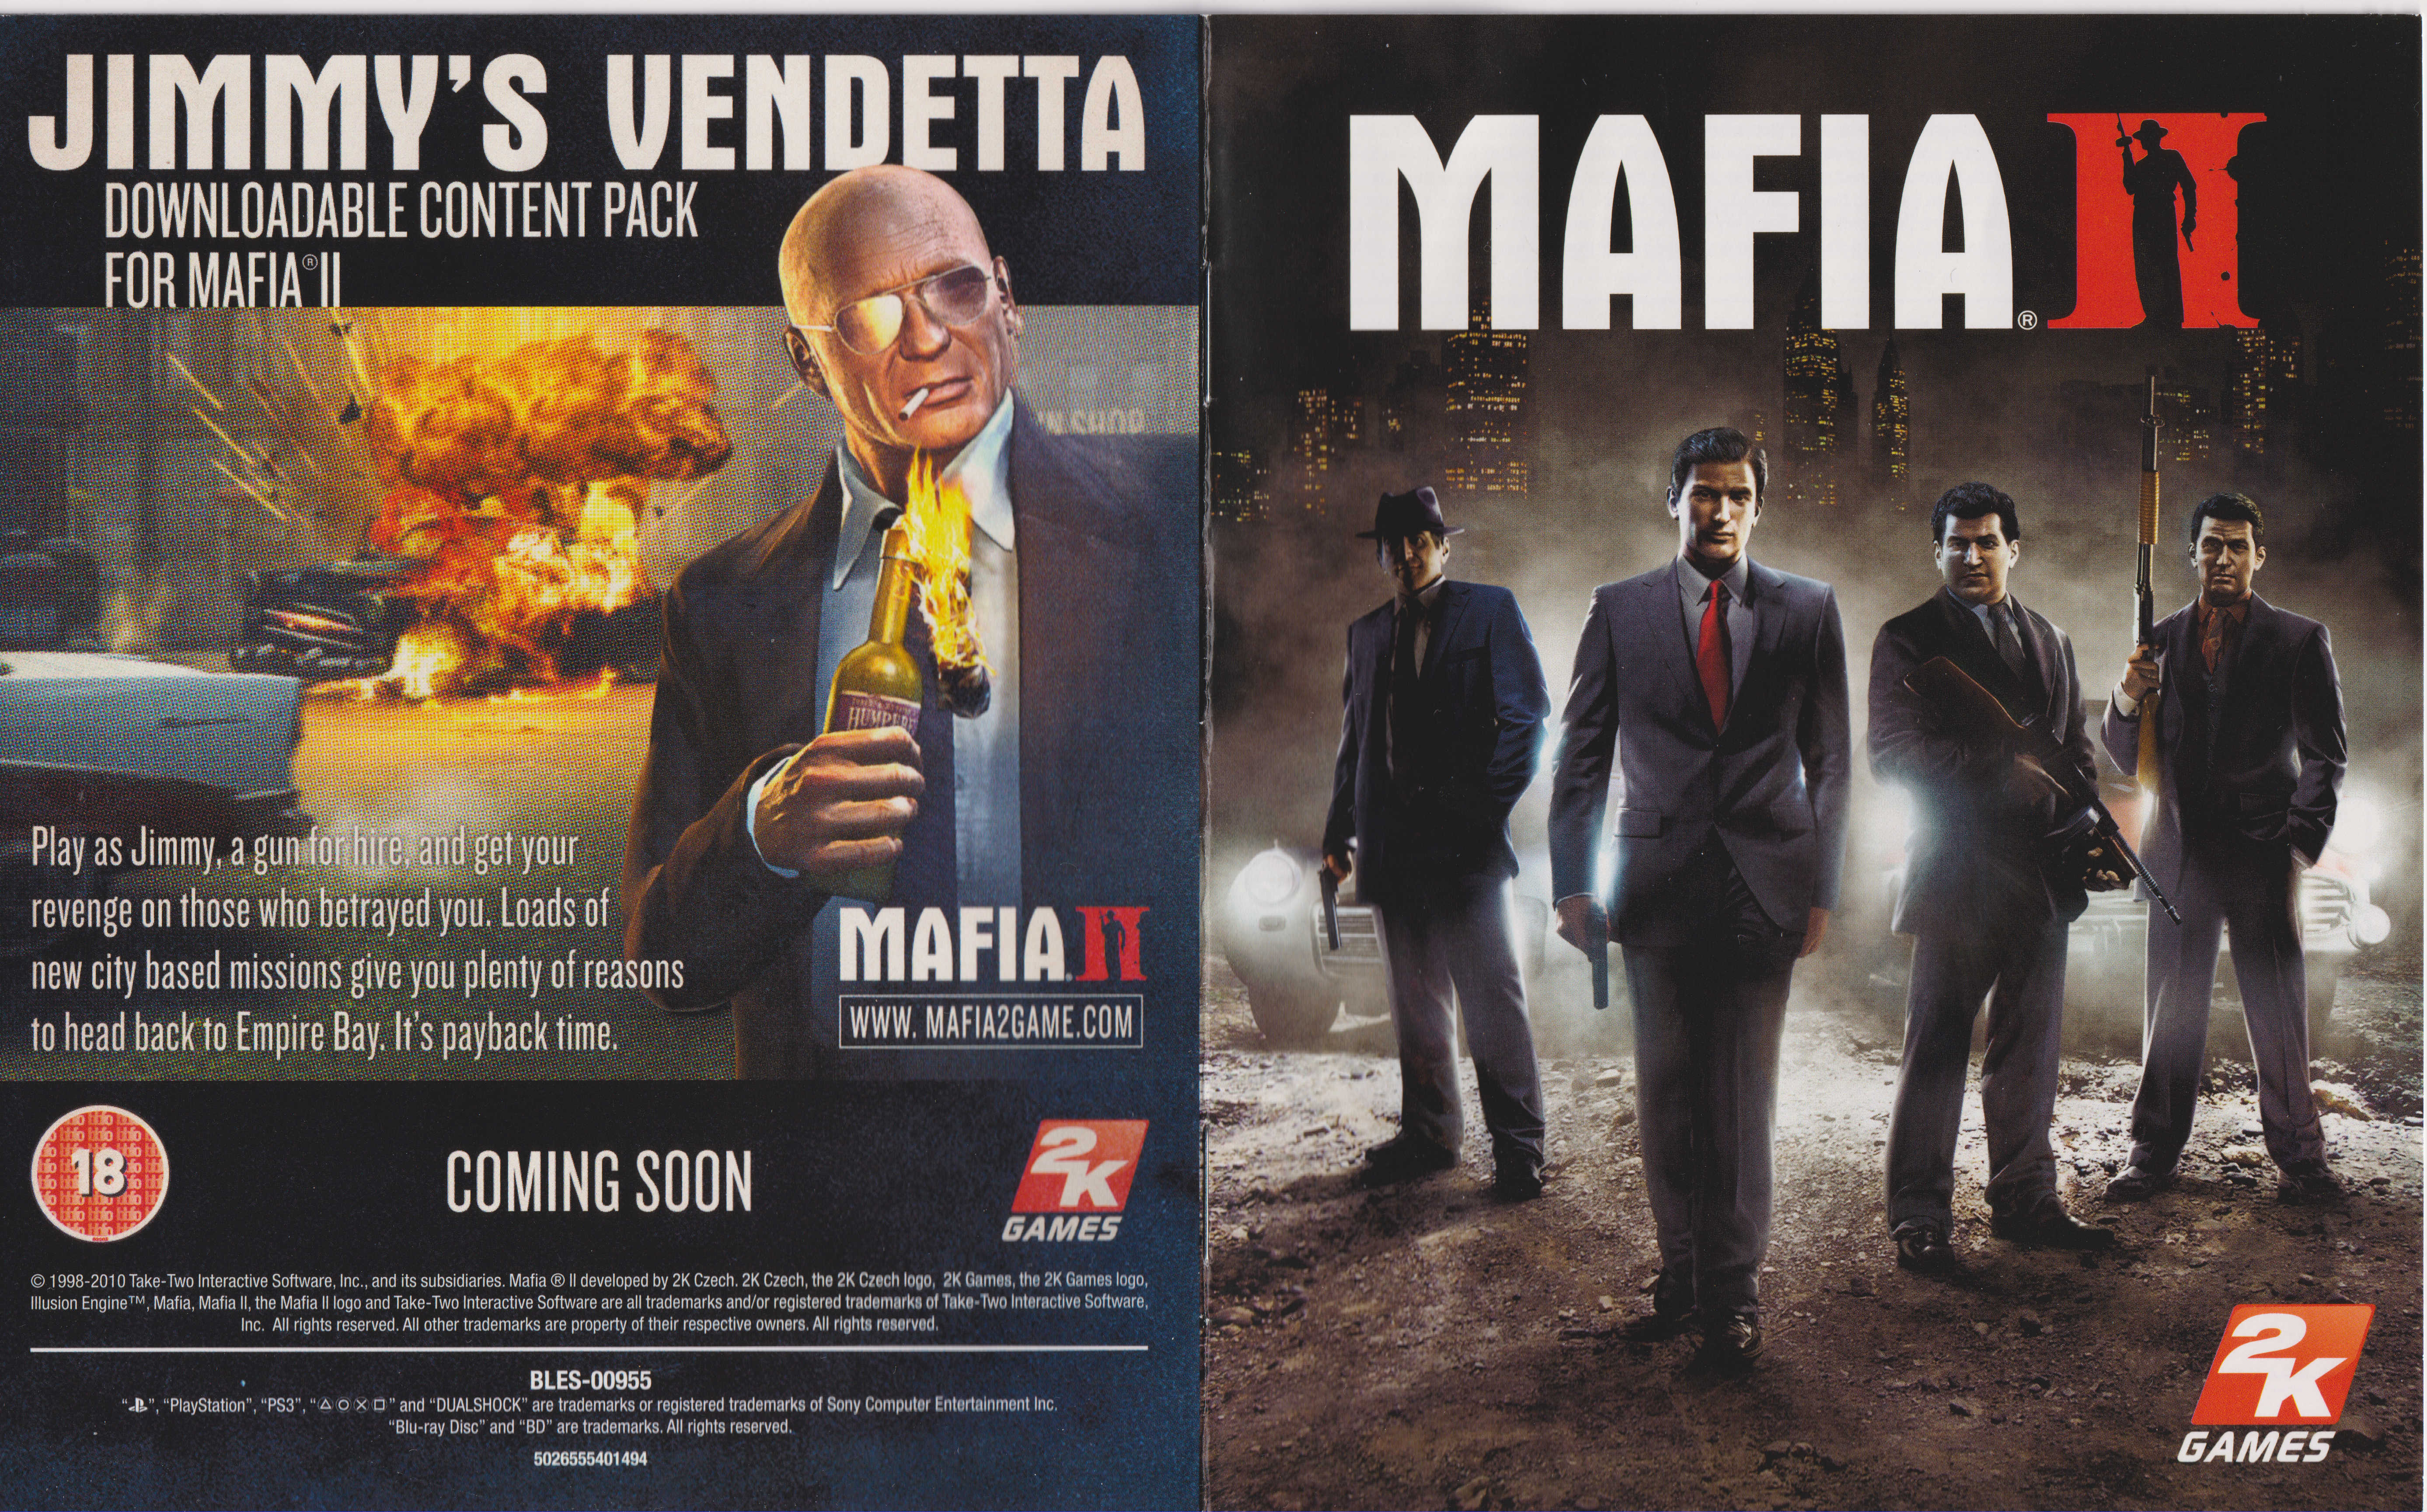 JIMMY'S VENDETTA
DOWNLOADABLE CONTENT PACK
FOR MAFIA® II
Play as Jimmy, a gun for hire, and get your
revenge on those who betrayed you. Loads of
new city based missions give you plenty of reasons
to head back to Empire Bay. It's payback time.
MAFIA® II
WWW. MAFIA2GAME.COM
18
COMING SOON
2K
GAMES
© 1998-2010 Take-Two Interactive Software, Inc., and its subsidiaries. Mafia ® II developed by 2K Czech. 2K Czech, the 2K Czech logo, 2K Games, the 2K Games logo,
Illusion Engine™, Mafia, Mafia II, the Mafia II logo and Take-Two Interactive Software are all trademarks and/or registered trademarks of Take-Two Interactive Software,
Inc. All rights reserved. All other trademarks are property of their respective owners. All rights reserved.
BLES-00955
"", "PlayStation", "PS3", "△○✕□" and "DUALSHOCK" are trademarks or registered trademarks of Sony Computer Entertainment Inc.
"Blu-ray Disc" and "BD" are trademarks. All rights reserved.
5026555401494
MAFIA® II
2K
GAMES